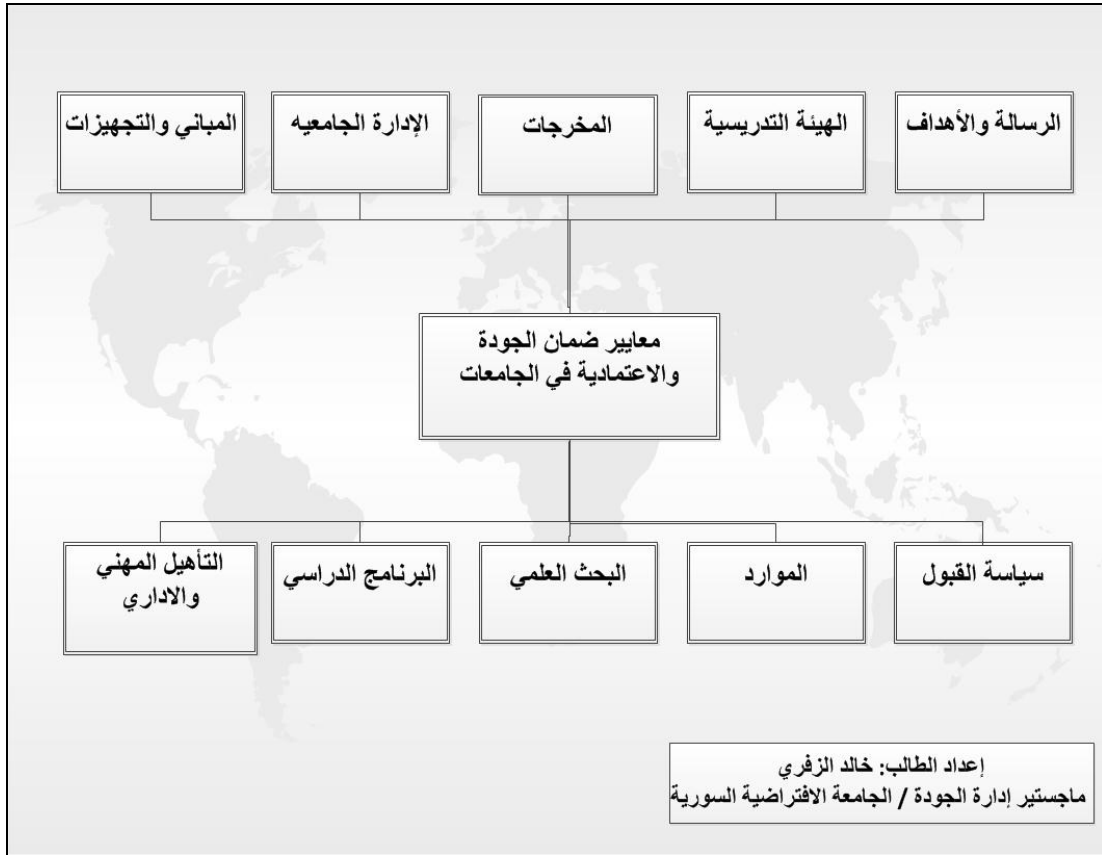 الرسالة والأهداف
الهيئة التدريسية
المخرجات
الإدارة الجامعيه
المباني والتجهيزات
معايير ضمان الجودة
والاعتمادية في الجامعات
سياسة القبول
الموارد
البحث العلمي
البرنامج الدراسي
التأهيل المهني
والاداري
إعداد الطالب: خالد الزفري
ماجستير إدارة الجودة / الجامعة الافتراضية السورية